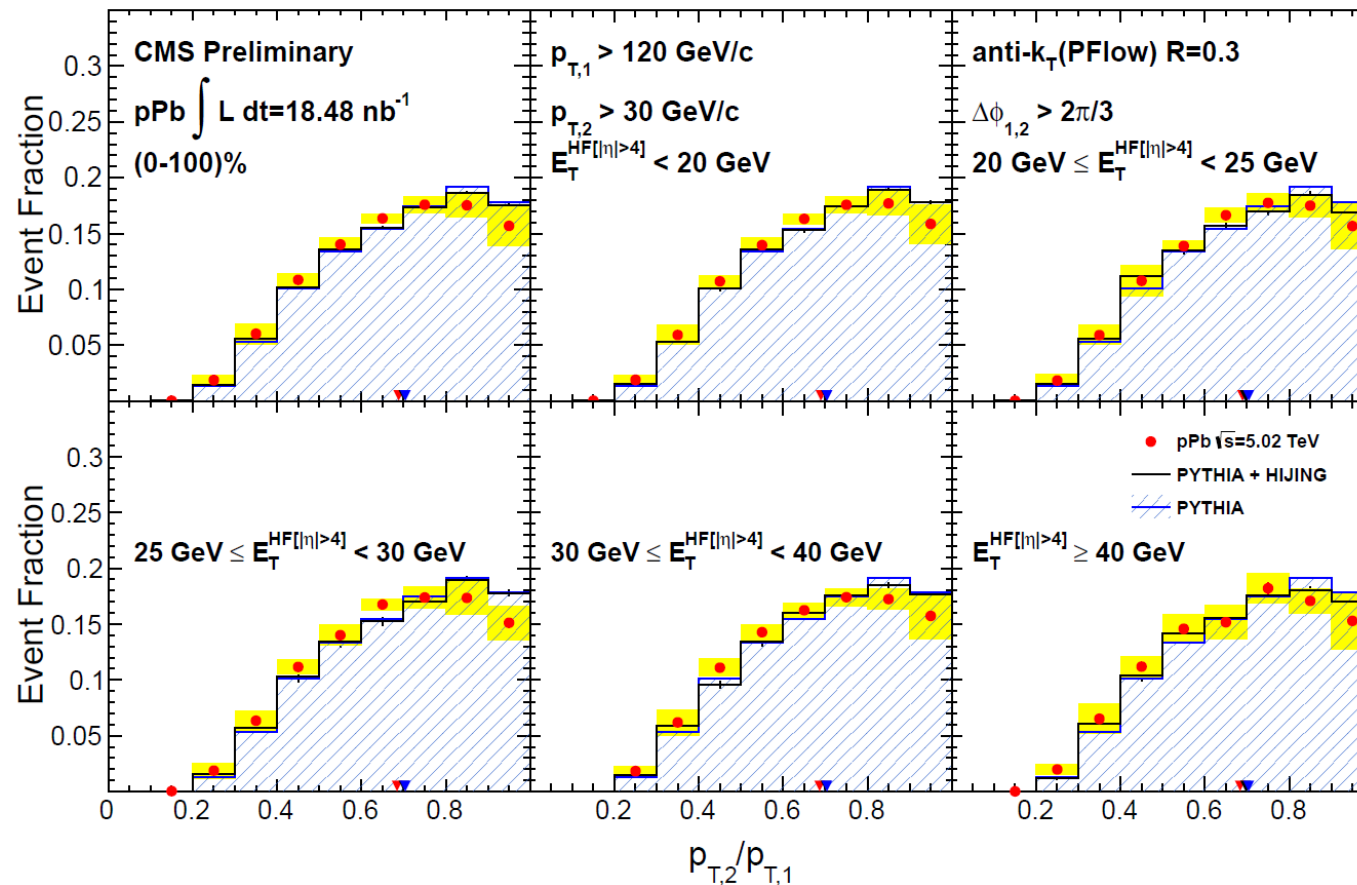 CMS Preliminary
pPb ∫ L dt=18.48 nb⁻¹
(0-100)%
p_{T,1} > 120 GeV/c
p_{T,2} > 30 GeV/c
E_T^{HF[|η|>4]} < 20 GeV
anti-k_T(PFlow) R=0.3
Δϕ_{1,2} > 2π/3
20 GeV ≤ E_T^{HF[|η|>4]} < 25 GeV
Event Fraction
0.3
0.25
0.2
0.15
0.1
0.05
25 GeV ≤ E_T^{HF[|η|>4]} < 30 GeV
30 GeV ≤ E_T^{HF[|η|>4]} < 40 GeV
pPb √s=5.02 TeV
PYTHIA + HIJING
PYTHIA
E_T^{HF[|η|>4]} ≥ 40 GeV
Event Fraction
0.3
0.25
0.2
0.15
0.1
0.05
0 0.2 0.4 0.6 0.8
0.2 0.4 0.6 0.8
0.2 0.4 0.6 0.8
p_{T,2}/p_{T,1}